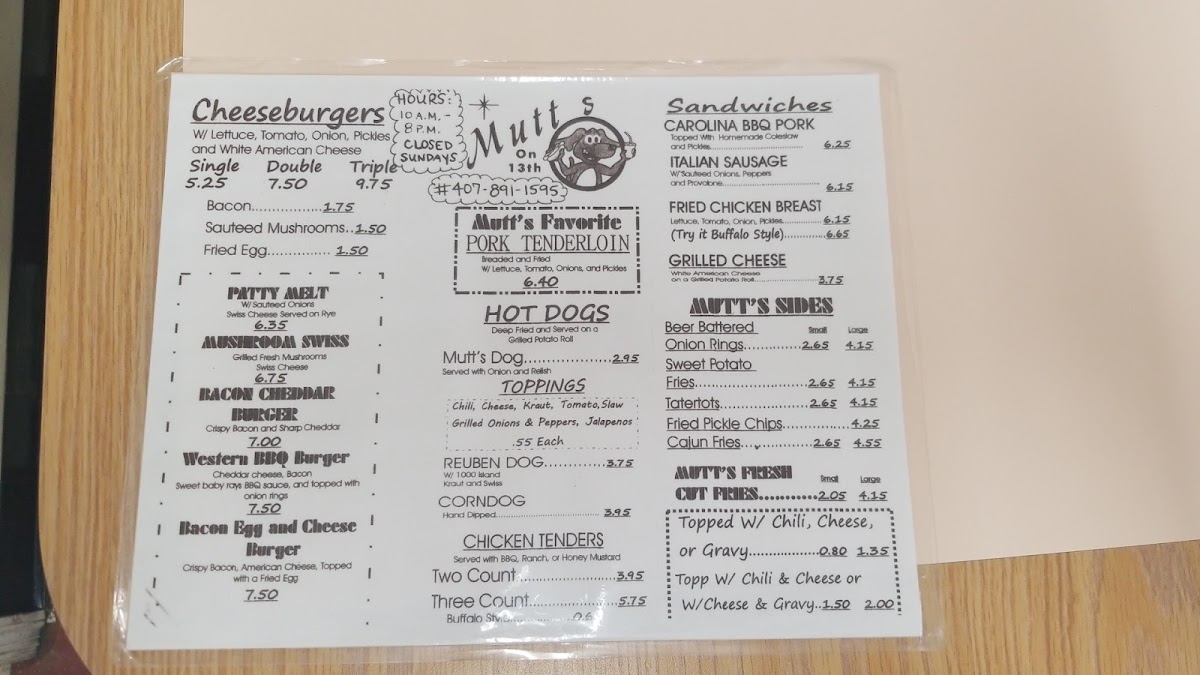 Cheeseburgers
W/ Lettuce, Tomato, Onion, Pickles
and White American Cheese
Single Double Triple
5.25 7.50 9.75
Bacon................1.75
Sauteed Mushrooms..1.50
Fried Egg.............. 1.50
PATTY MELT
W/Sauteed Onions
Swiss Cheese Served on Rye
6.35
MUSHROOM SWISS
Grilled Fresh Mushrooms
Swiss Cheese
6.75
BACON CHEDDAR
BURGER
Crispy Bacon and Sharp Cheddar
7.00
Western BBQ Burger
Cheddar cheese, Bacon
Sweet baby rays BBQ sauce, and topped with
onion rings
7.50
Bacon Egg and Cheese
Burger
Crispy Bacon, American Cheese, Topped
with a Fried Egg
7.50
HOURS:
10 A.M. -
8 P.M.
CLOSED
SUNDAYS
Mutt's
On
13th
#407-891-1595
Mutt's Favorite
PORK TENDERLOIN
Breaded and Fried
W/ Lettuce, Tomato, Onions, and Pickles
6.40
HOT DOGS
Deep Fried and Served on a
Grilled Potato Roll
Mutt's Dog....................2.95
Served with Onion and Relish
TOPPINGS
Chili, Cheese, Kraut, Tomato,Slaw
Grilled Onions & Peppers, Jalapenos
.55 Each
REUBEN DOG..............3.75
W/ 1000 Island
Kraut and Swiss
CORNDOG
Hand Dipped.......................................3.95
CHICKEN TENDERS
Served with BBQ, Ranch, or Honey Mustard
Two Count....................3.95
Three Count....................5.75
Buffalo Style
Sandwiches
CAROLINA BBQ PORK
Topped With Homemade Coleslaw
and Pickles.................................... 6.25
ITALIAN SAUSAGE
W/Sauteed Onions, Peppers
and Provolone..................................... 6.15
FRIED CHICKEN BREAST
Lettuce, Tomato, Onion, Pickles.............6.15
(Try it Buffalo Style)............6.65
GRILLED CHEESE
White American Cheese
on a Grilled Potato Roll..........................3.75
MUTT'S SIDES
Beer Battered Small Large
Onion Rings............2.65 4.15
Sweet Potato
Fries........................2.65 4.15
Tatertots..................2.65 4.15
Fried Pickle Chips..............4.25
Cajun Fries...............2.65 4.55
MUTT'S FRESH Small Large
CUT FRIES............2.05 4.15
Topped W/ Chili, Cheese,
or Gravy...............0.80 1.35
Topp W/ Chili & Cheese or
W/Cheese & Gravy..1.50 2.00